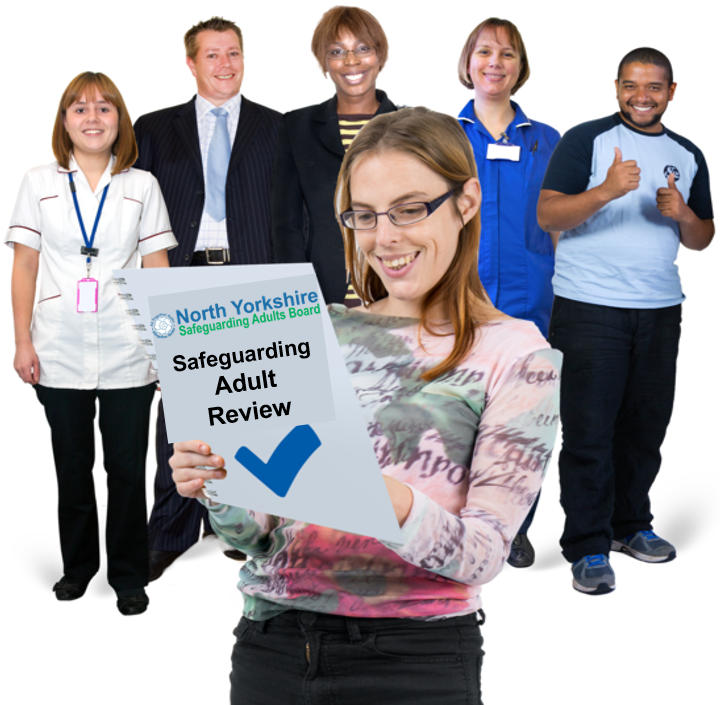 North Yorkshire
Safeguarding Adults Board
Safeguarding
Adult
Review